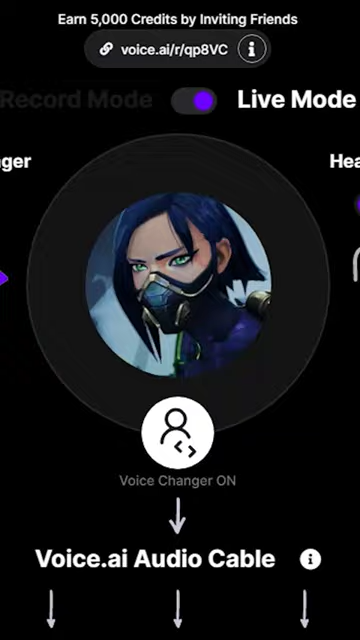 Earn 5,000 Credits by Inviting Friends
voice.ai/r/qp8VC
Record Mode
Live Mode
Voice Changer ON
Voice.ai Audio Cable